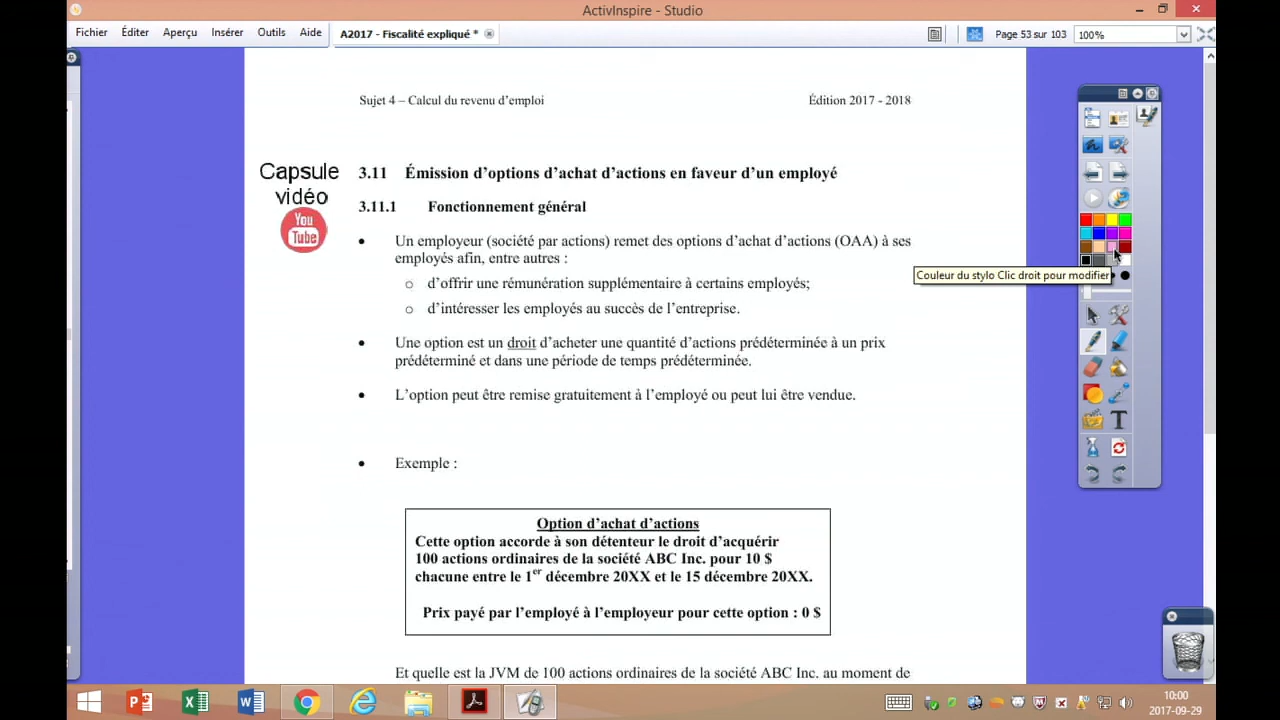 ActivInspire - Studio
Fichier Éditer Aperçu Insérer Outils Aide
A2017 - Fiscalité expliqué *
Page 53 sur 103
100%
Sujet 4 – Calcul du revenu d’emploi
Édition 2017 - 2018
Capsule
vidéo
You
Tube
3.11 Émission d’options d’achat d’actions en faveur d’un employé
3.11.1 Fonctionnement général
• Un employeur (société par actions) remet des options d’achat d’actions (OAA) à ses
employés afin, entre autres :
o d’offrir une rémunération supplémentaire à certains employés;
o d’intéresser les employés au succès de l’entreprise.
• Une option est un droit d’acheter une quantité d’actions prédéterminée à un prix
prédéterminé et dans une période de temps prédéterminée.
• L’option peut être remise gratuitement à l’employé ou peut lui être vendue.
• Exemple :
Option d’achat d’actions
Cette option accorde à son détenteur le droit d’acquérir
100 actions ordinaires de la société ABC Inc. pour 10 $
chacune entre le 1er décembre 20XX et le 15 décembre 20XX.
Prix payé par l’employé à l’employeur pour cette option : 0 $
Et quelle est la JVM de 100 actions ordinaires de la société ABC Inc. au moment de
Couleur du stylo Clic droit pour modifier
T
10:00
2017-09-29